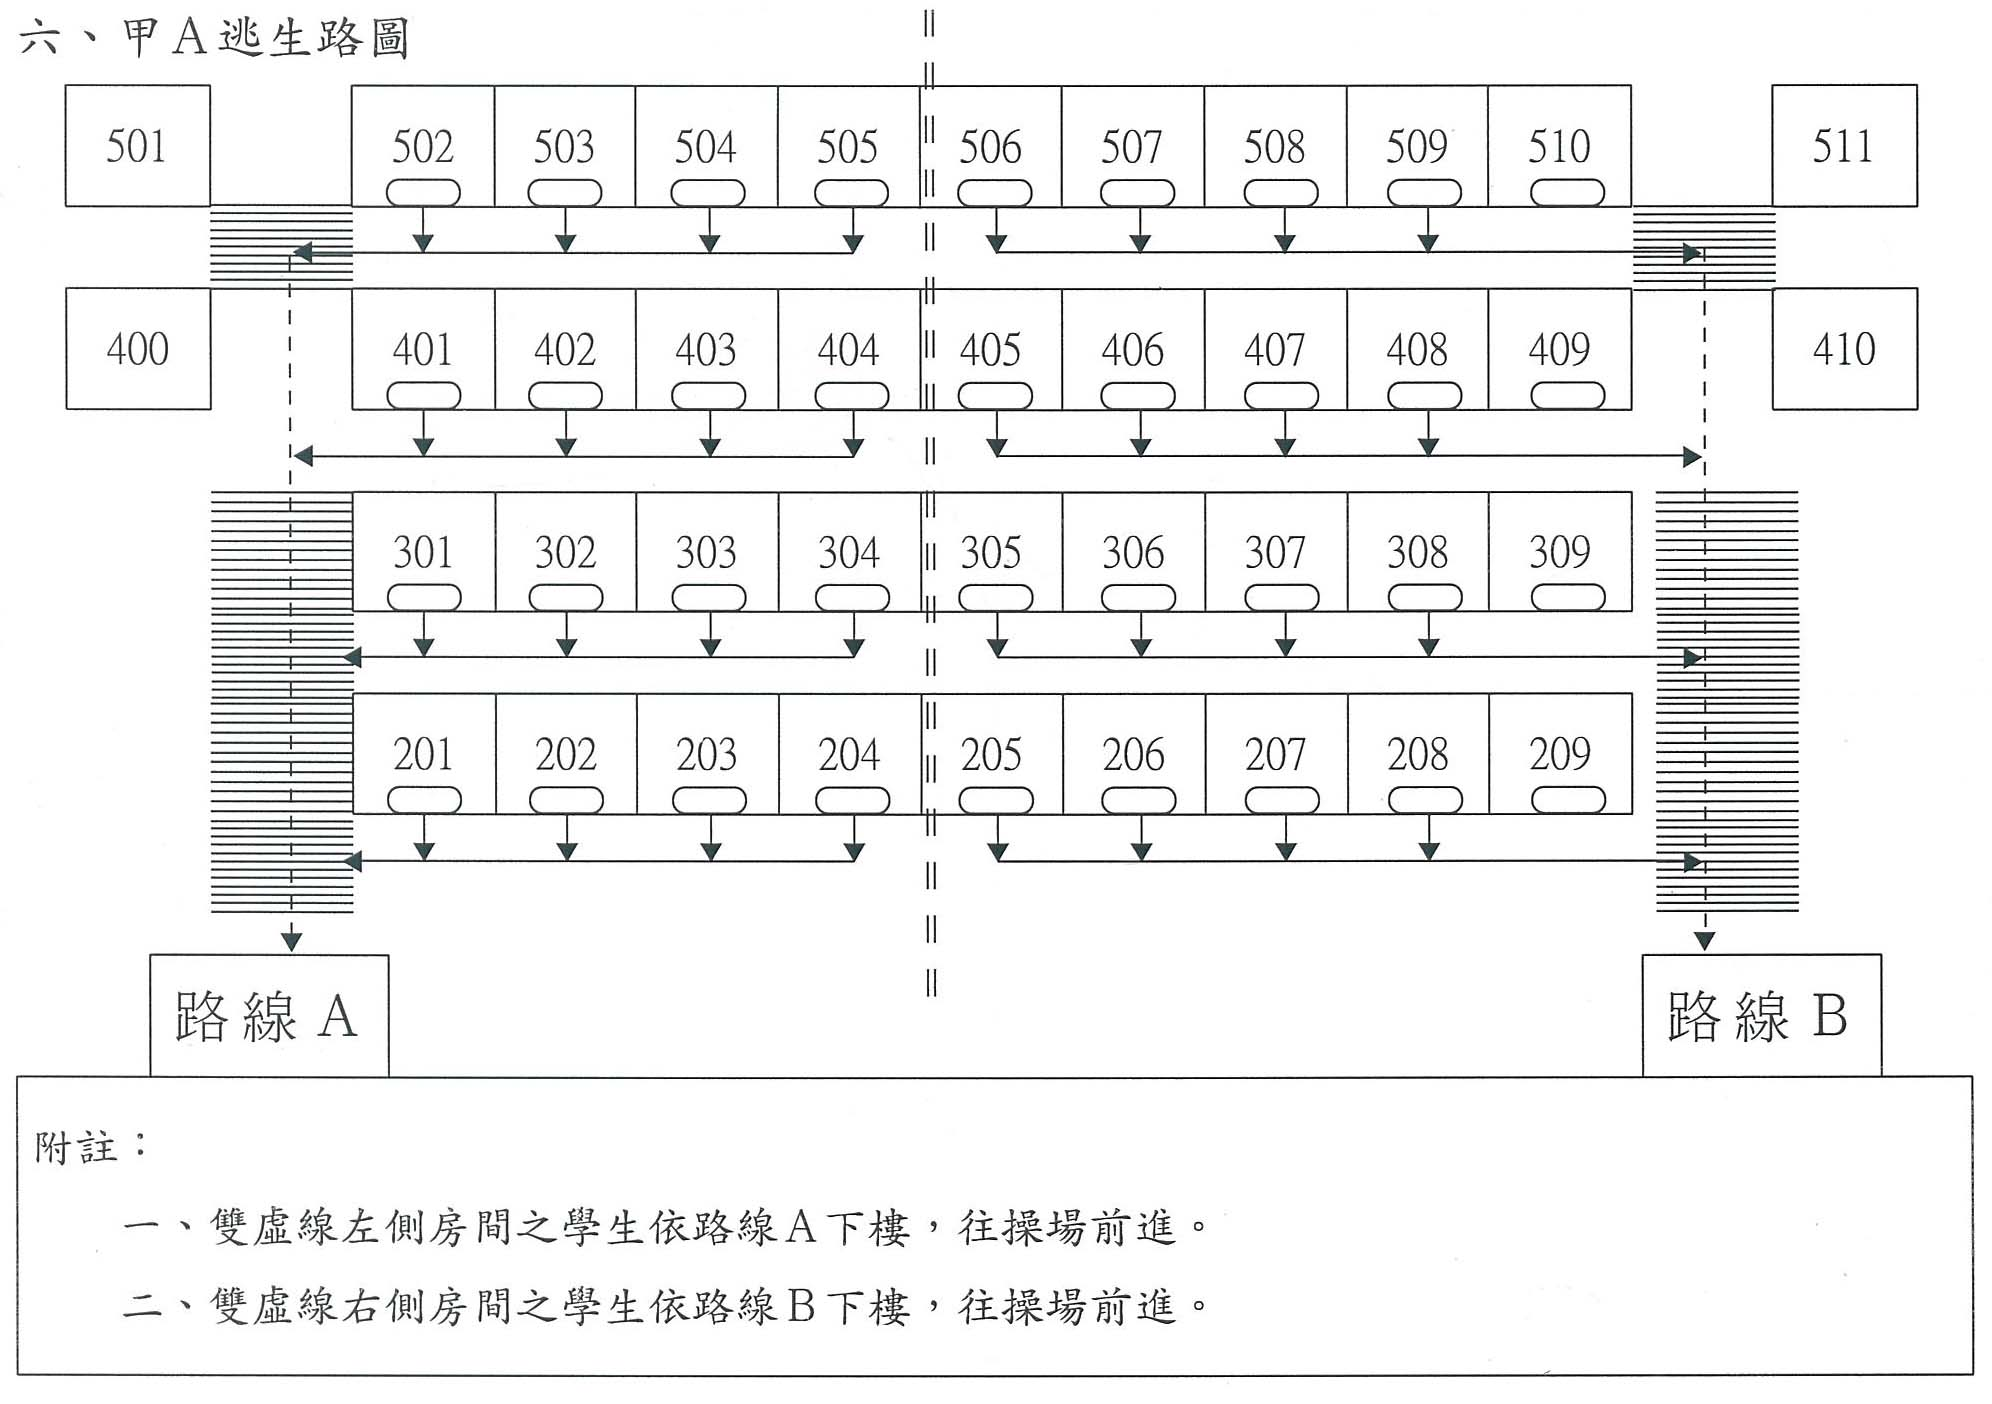 六、甲A逃生路圖
501 502 503 504 505 506 507 508 509 510 511
400 401 402 403 404 405 406 407 408 409 410
301 302 303 304 305 306 307 308 309
201 202 203 204 205 206 207 208 209
路線 A 路線 B
附註：
一、雙虛線左側房間之學生依路線A下樓，往操場前進。
二、雙虛線右側房間之學生依路線B下樓，往操場前進。